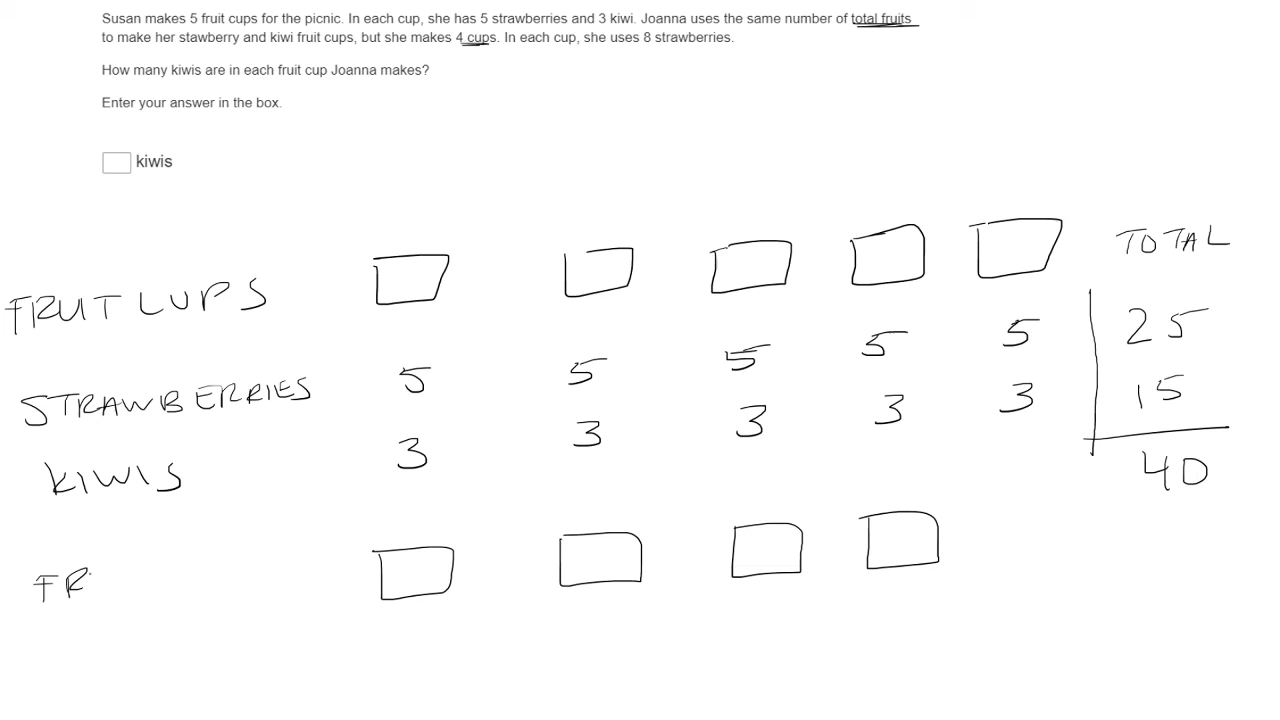 Susan makes 5 fruit cups for the picnic. In each cup, she has 5 strawberries and 3 kiwi. Joanna uses the same number of total fruits
to make her stawberry and kiwi fruit cups, but she makes 4 cups. In each cup, she uses 8 strawberries.
How many kiwis are in each fruit cup Joanna makes?
Enter your answer in the box.
kiwis
TOTAL
FRUIT CUPS
5 5 5 5 5 25
STRAWBERRIES
3 3 3 3 3 15
KIWIS
40
FR